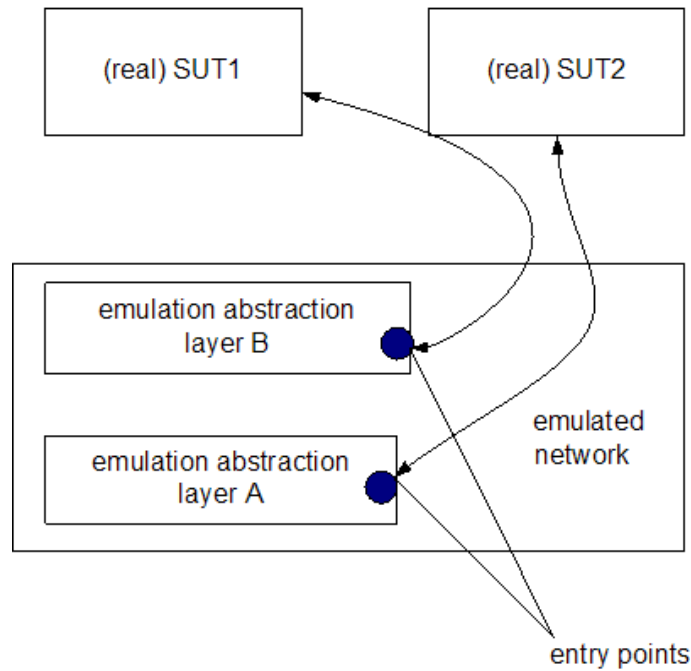 (real) SUT1
(real) SUT2
emulation abstraction
layer B
emulated
network
emulation abstraction
layer A
entry points